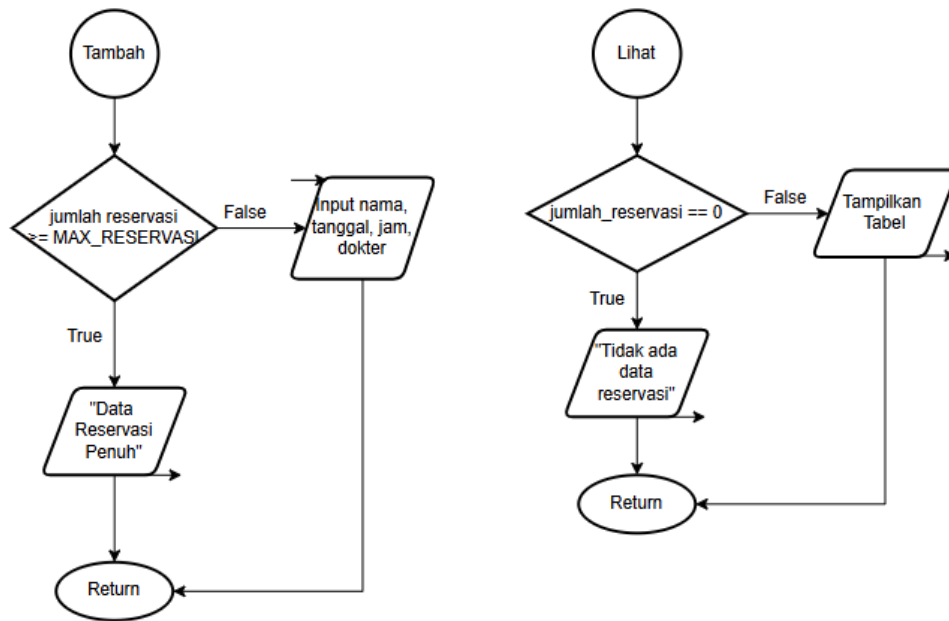 Tambah
jumlah reservasi
>= MAX_RESERVASI
False
Input nama,
tanggal, jam,
dokter
True
"Data
Reservasi
Penuh"
Return
Lihat
jumlah_reservasi == 0
False
Tampilkan
Tabel
True
"Tidak ada
data
reservasi"
Return